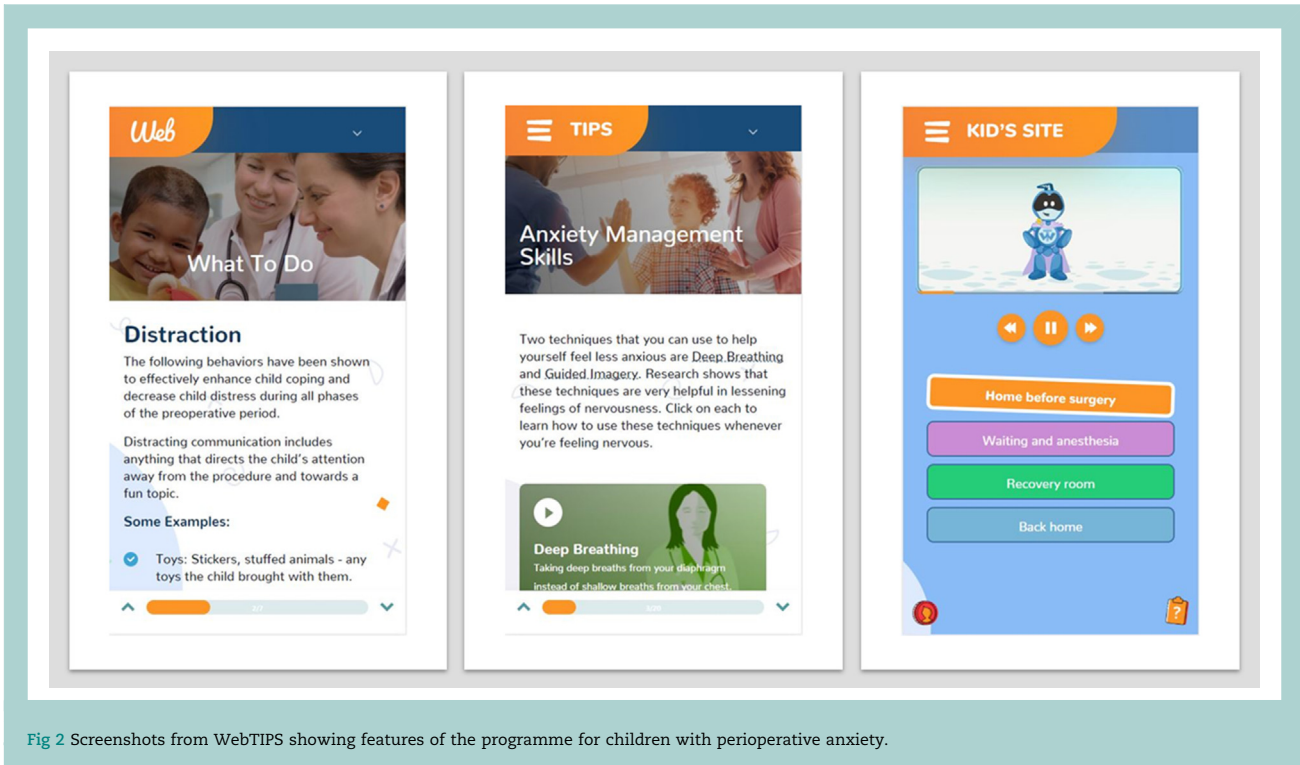 Web
What To Do
Distraction
The following behaviors have been shown
to effectively enhance child coping and
decrease child distress during all phases
of the preoperative period.
Distracting communication includes
anything that directs the child's attention
away from the procedure and towards a
fun topic.
Some Examples:
Toys: Stickers, stuffed animals - any
toys the child brought with them.
TIPS
Anxiety Management
Skills
Two techniques that you can use to help
yourself feel less anxious are Deep Breathing
and Guided Imagery. Research shows that
these techniques are very helpful in lessening
feelings of nervousness. Click on each to
learn how to use these techniques whenever
you're feeling nervous.
Deep Breathing
Taking deep breaths from your diaphragm
instead of shallow breaths from your chest.
KID'S SITE
Home before surgery
Waiting and anesthesia
Recovery room
Back home
?
Fig 2 Screenshots from WebTIPS showing features of the programme for children with perioperative anxiety.